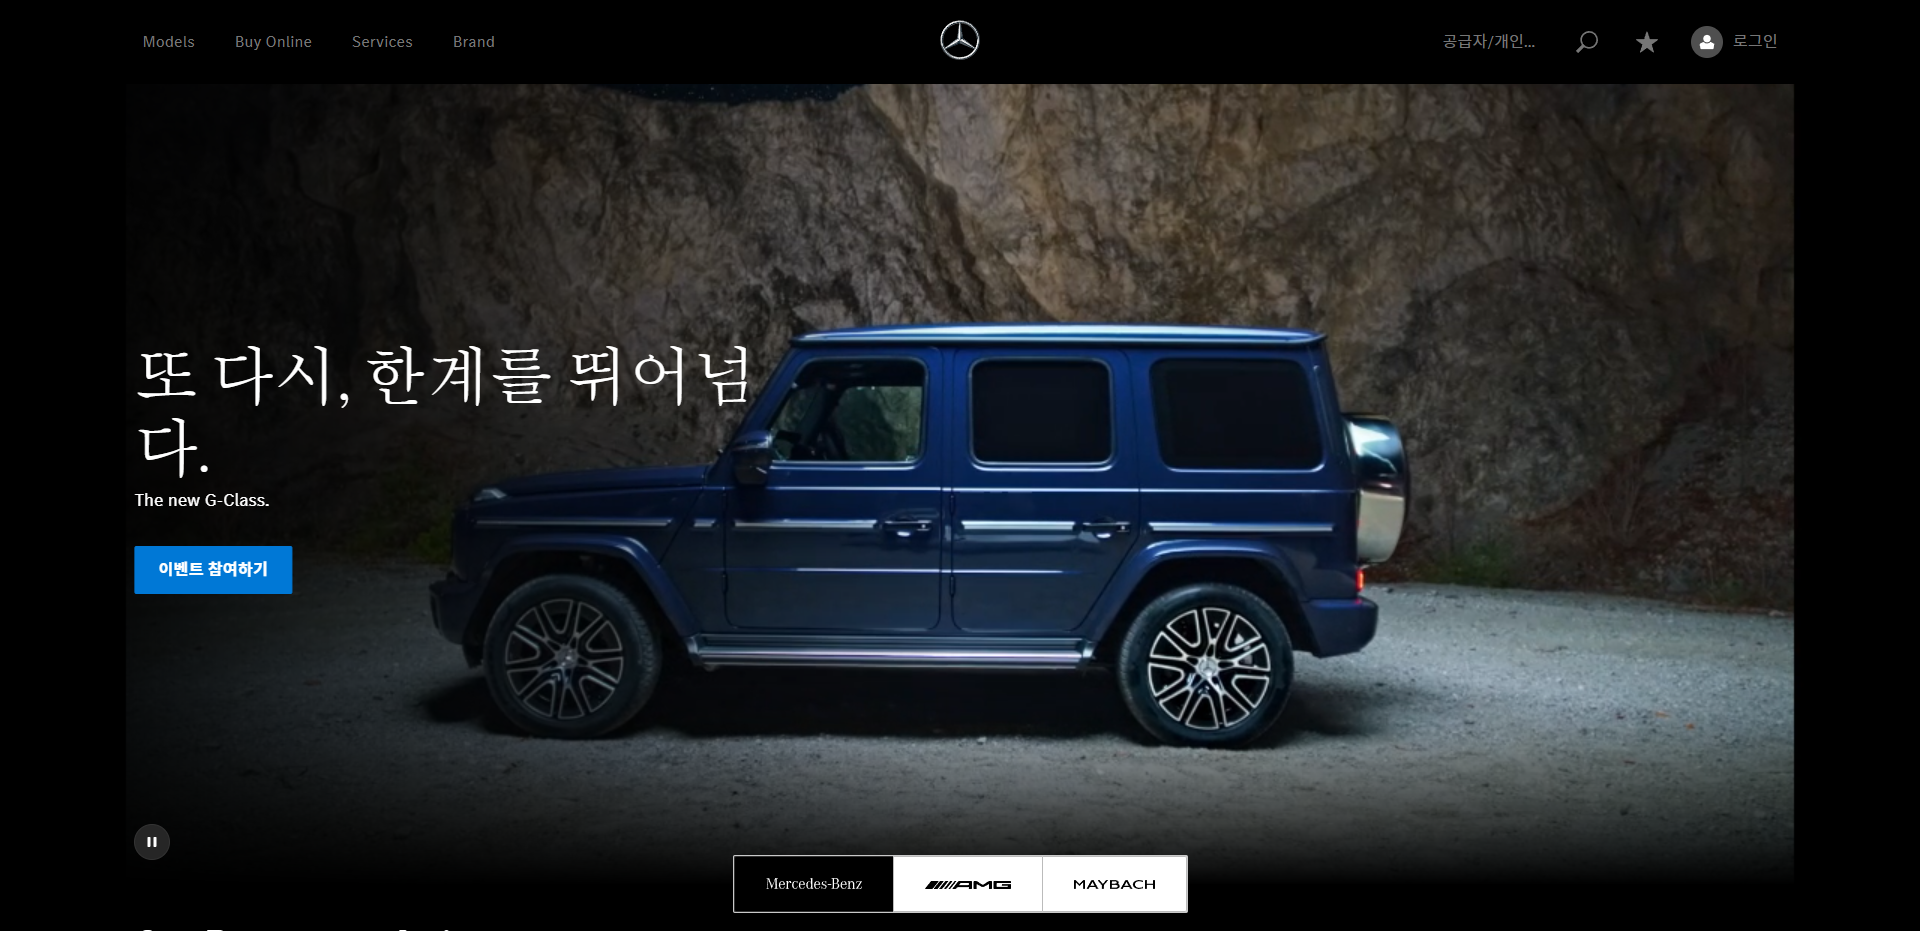 Models
Buy Online
Services
Brand
공급자/개인...
로그인
또 다시, 한계를 뛰어넘
다.
The new G-Class.
이벤트 참여하기
Mercedes-Benz
AMG
MAYBACH